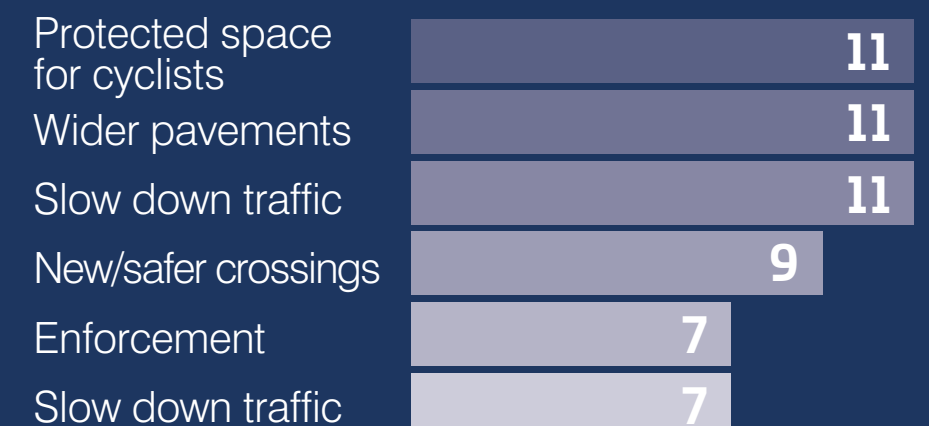 Protected space
for cyclists
11
Wider pavements
11
Slow down traffic
11
New/safer crossings
9
Enforcement
7
Slow down traffic
7